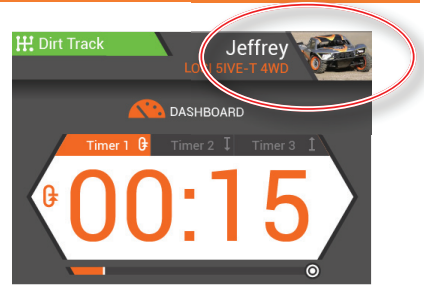 Dirt Track
Jeffrey
LOSI 5IVE-T 4WD
DASHBOARD
Timer 1 Timer 2 Timer 3
00:15